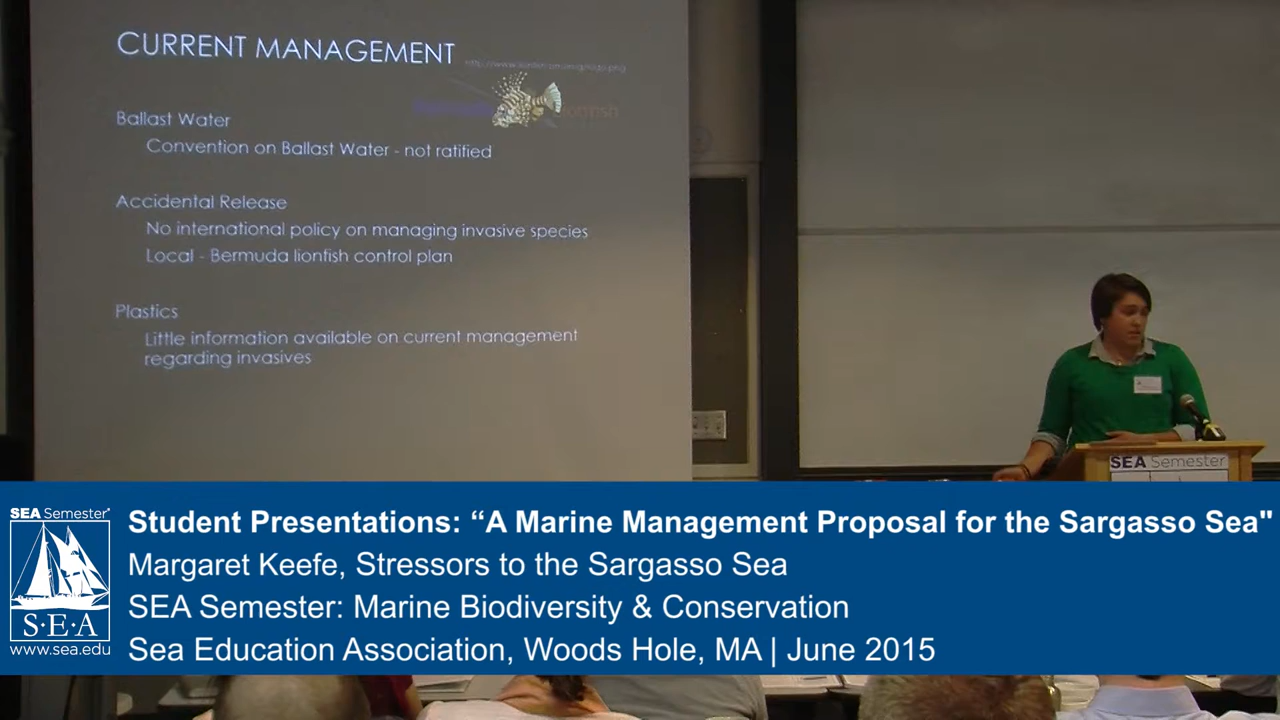 CURRENT MANAGEMENT
Ballast Water
Convention on Ballast Water - not ratified
Accidental Release
No international policy on managing invasive species
Local - Bermuda lionfish control plan
Plastics
Little information available on current management
regarding invasives
SEA Semester
SEA Semester®
S·E·A
www.sea.edu
Student Presentations: “A Marine Management Proposal for the Sargasso Sea"
Margaret Keefe, Stressors to the Sargasso Sea
SEA Semester: Marine Biodiversity & Conservation
Sea Education Association, Woods Hole, MA | June 2015